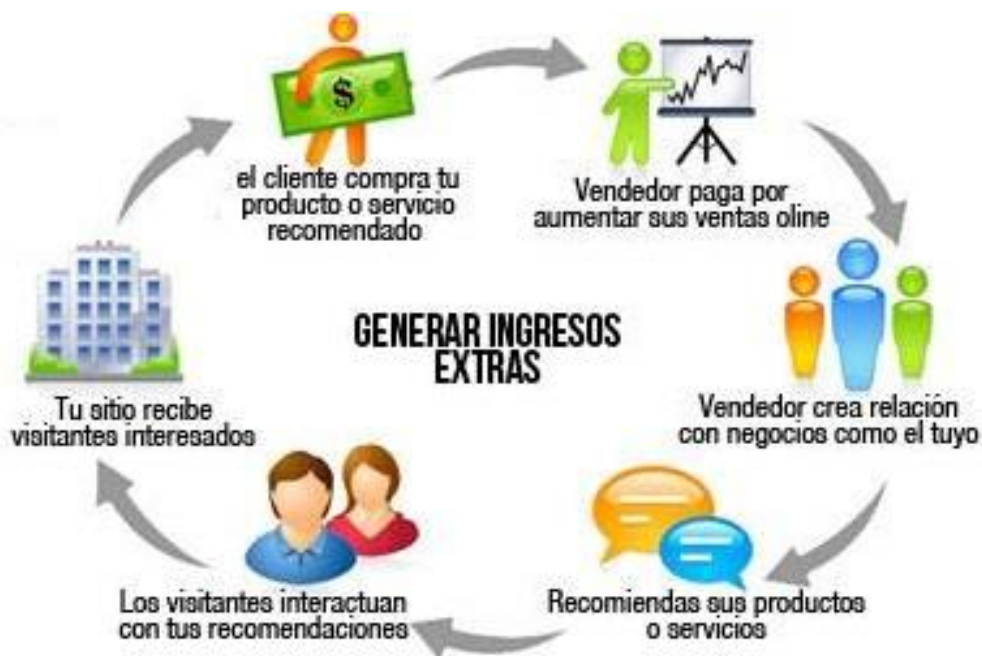 el cliente compra tu
producto o servicio
recomendado
Vendedor paga por
aumentar sus ventas oline
GENERAR INGRESOS
EXTRAS
Vendedor crea relación
con negocios como el tuyo
Recomiendas sus productos
o servicios
Los visitantes interactuan
con tus recomendaciones
Tu sitio recibe
visitantes interesados